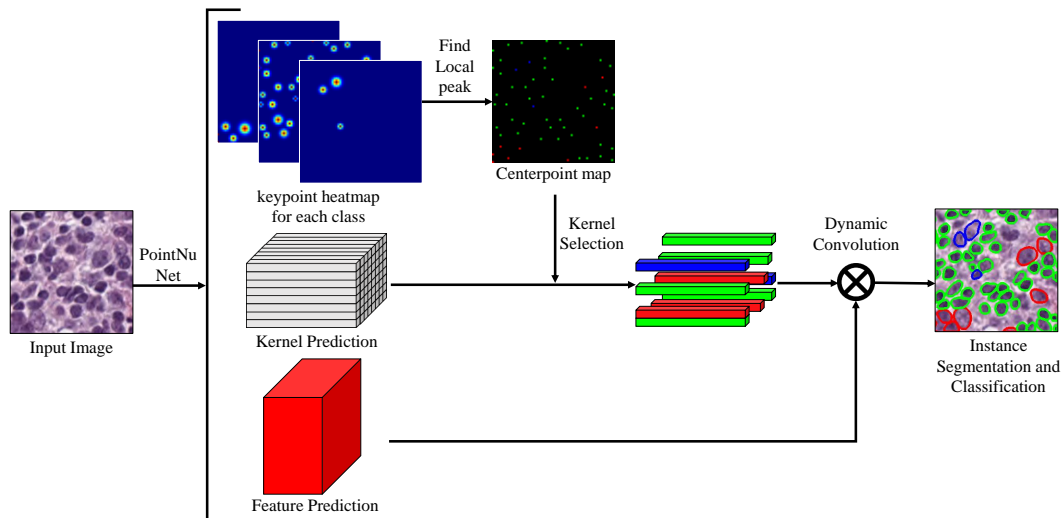 Find
Local
peak
Centerpoint map
keypoint heatmap
for each class
PointNu
Net
Input Image
Kernel
Selection
Dynamic
Convolution
Kernel Prediction
Instance
Segmentation and
Classification
Feature Prediction